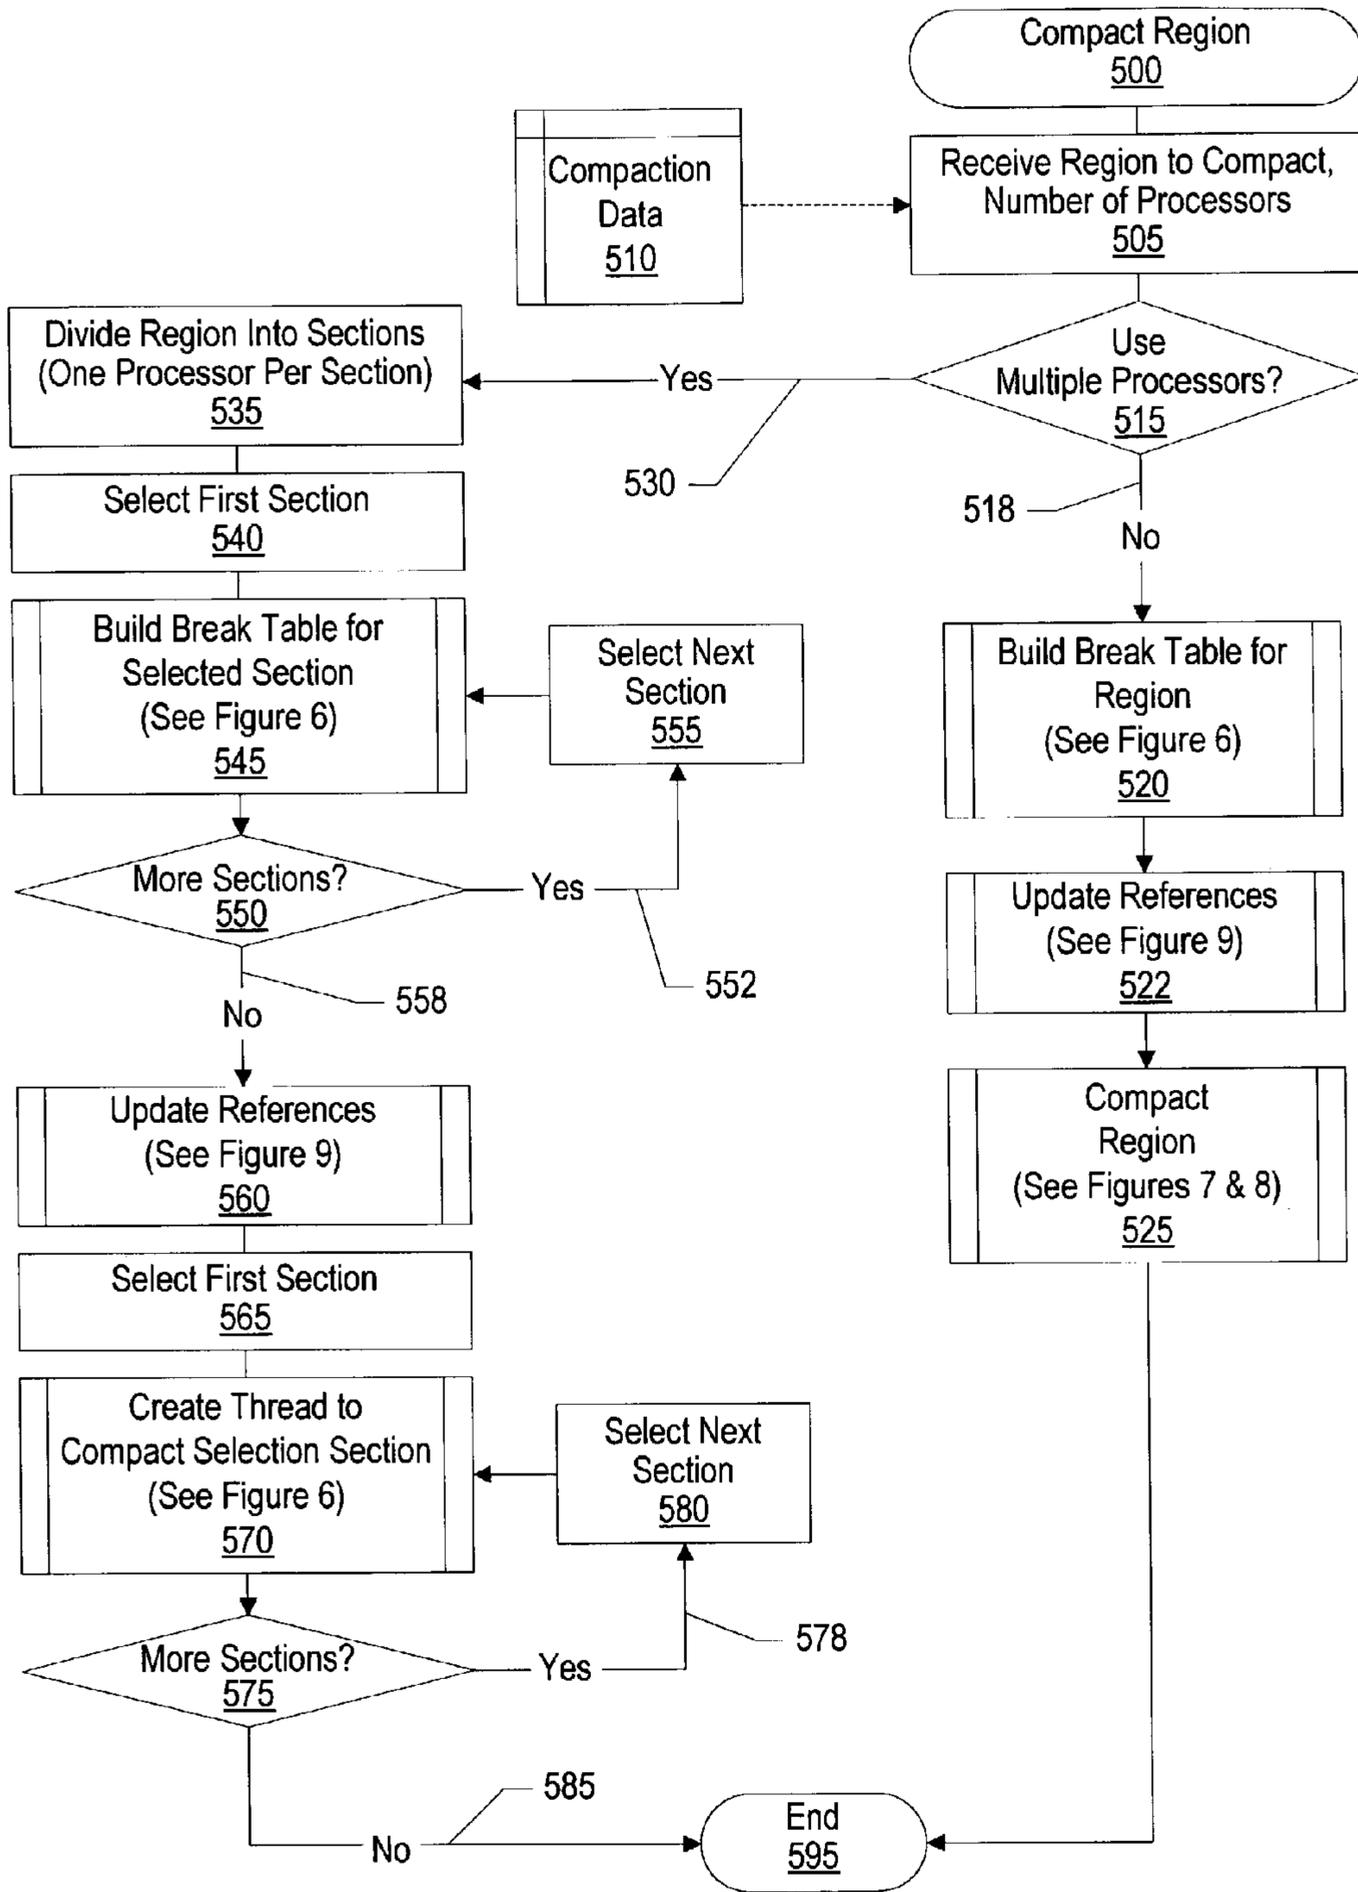 Compact Region
500
Compaction
Data
510
Receive Region to Compact,
Number of Processors
505
Use
Multiple Processors?
515
Yes
530
518
No
Divide Region Into Sections
(One Processor Per Section)
535
Select First Section
540
Build Break Table for
Selected Section
(See Figure 6)
545
Select Next
Section
555
More Sections?
550
Yes
552
558
No
Update References
(See Figure 9)
560
Select First Section
565
Create Thread to
Compact Selection Section
(See Figure 6)
570
Select Next
Section
580
More Sections?
575
Yes
578
585
No
Build Break Table for
Region
(See Figure 6)
520
Update References
(See Figure 9)
522
Compact
Region
(See Figures 7 & 8)
525
End
595